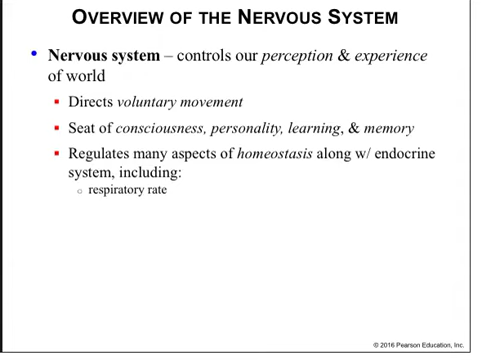 OVERVIEW OF THE NERVOUS SYSTEM
• Nervous system – controls our perception & experience
of world
▪ Directs voluntary movement
▪ Seat of consciousness, personality, learning, & memory
▪ Regulates many aspects of homeostasis along w/ endocrine
system, including:
○ respiratory rate
© 2016 Pearson Education, Inc.